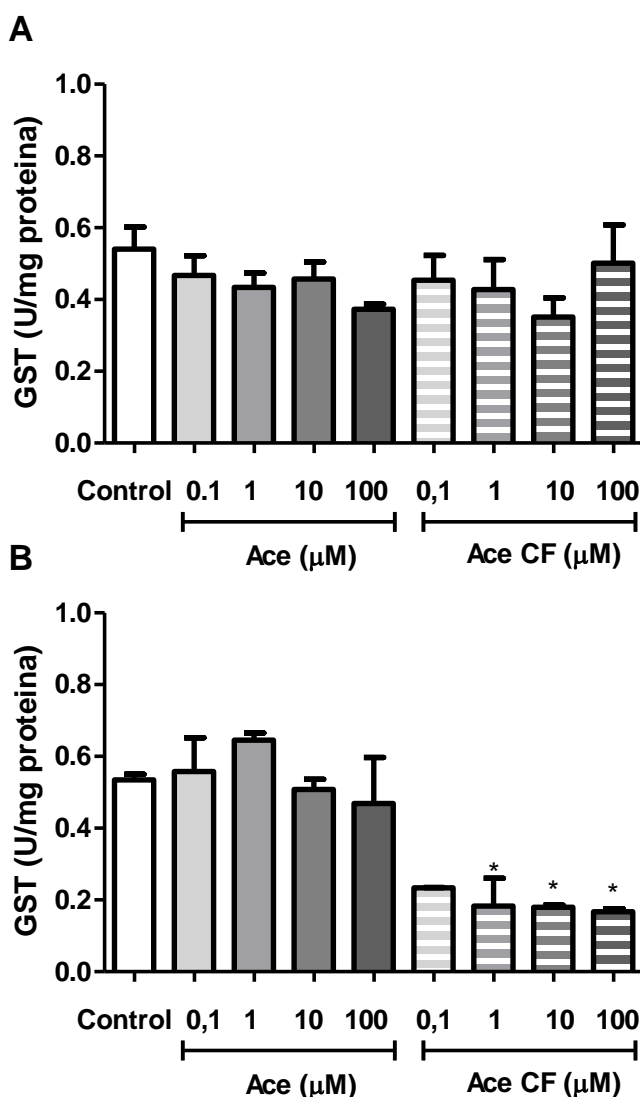 A
GST (U/mg proteina)
1.0
0.8
0.6
0.4
0.2
0.0
Control 0.1 1 10 100 0,1 1 10 100
Ace (μM) Ace CF (μM)
B
GST (U/mg proteina)
1.0
0.8
0.6
0.4
0.2
0.0
* * *
Control 0,1 1 10 100 0,1 1 10 100
Ace (μM) Ace CF (μM)